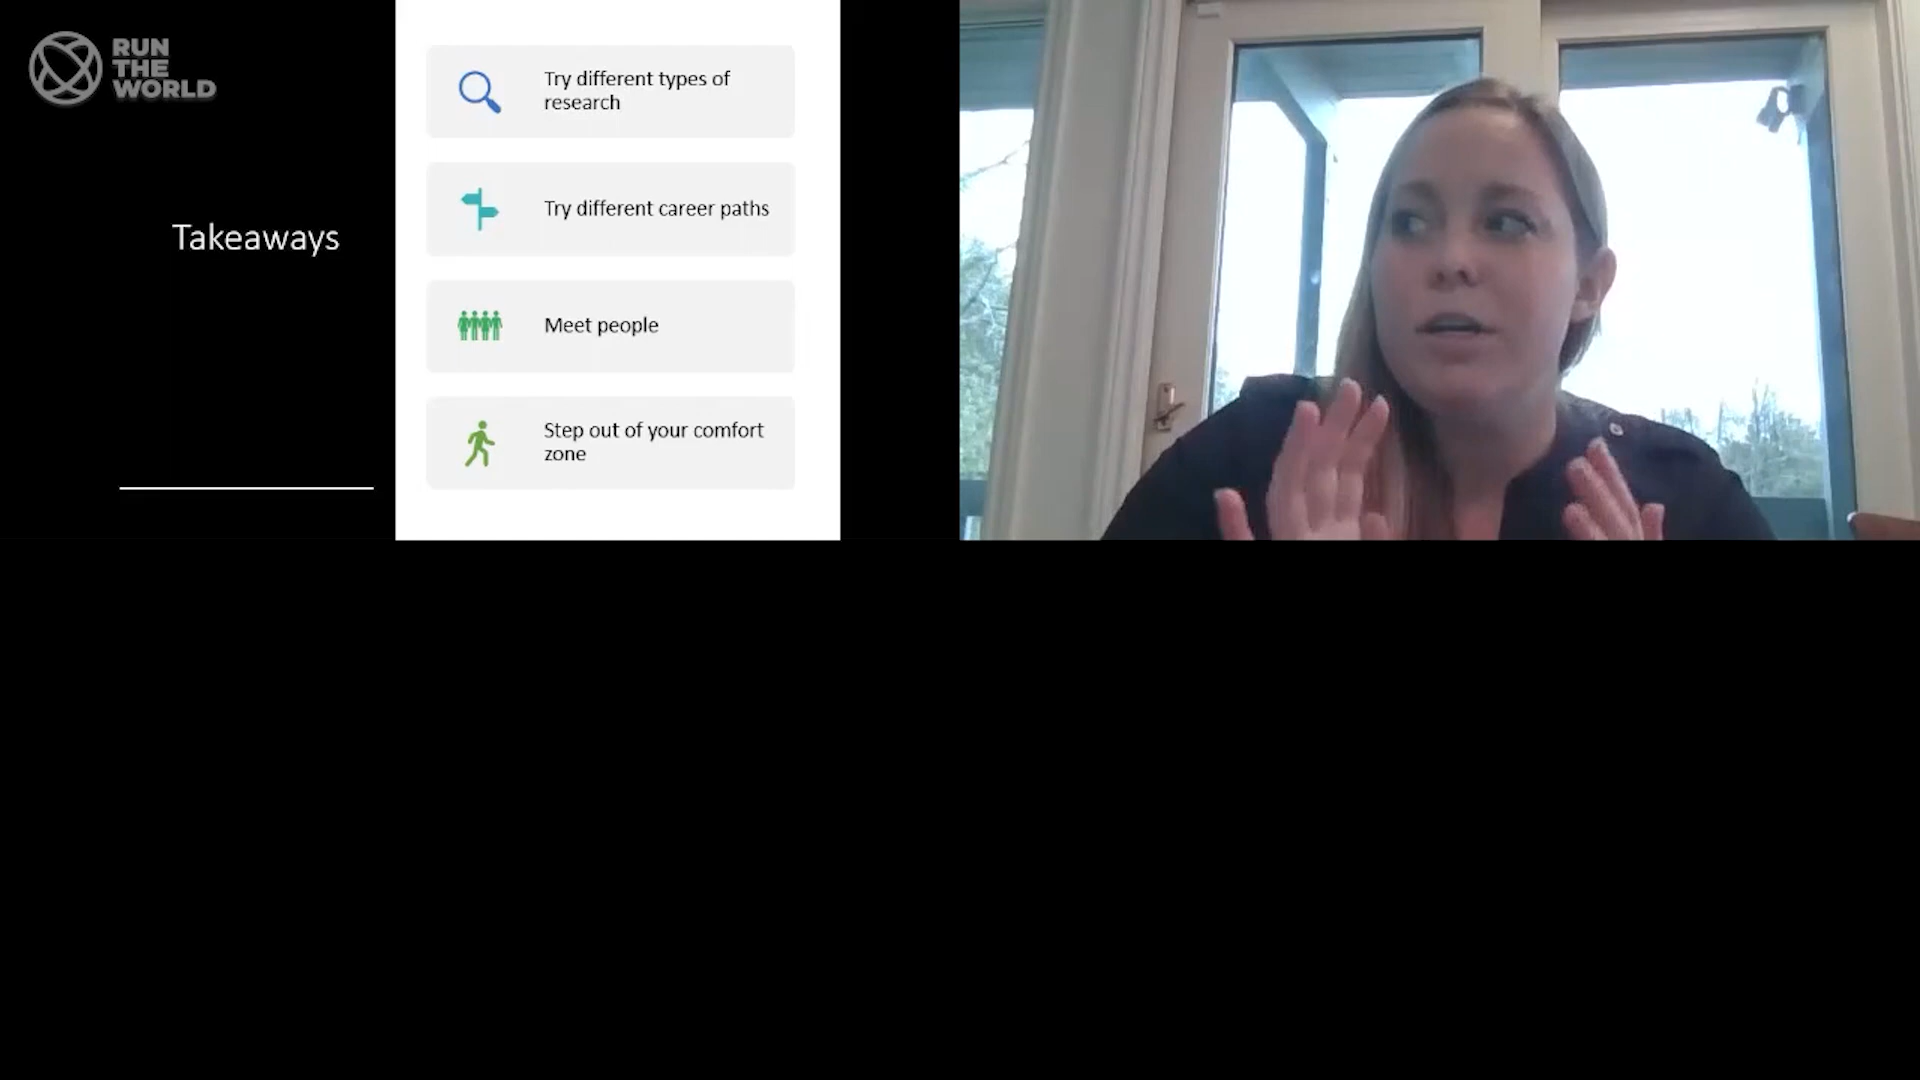 RUN
THE
WORLD
Takeaways
Try different types of
research
Try different career paths
Meet people
Step out of your comfort
zone